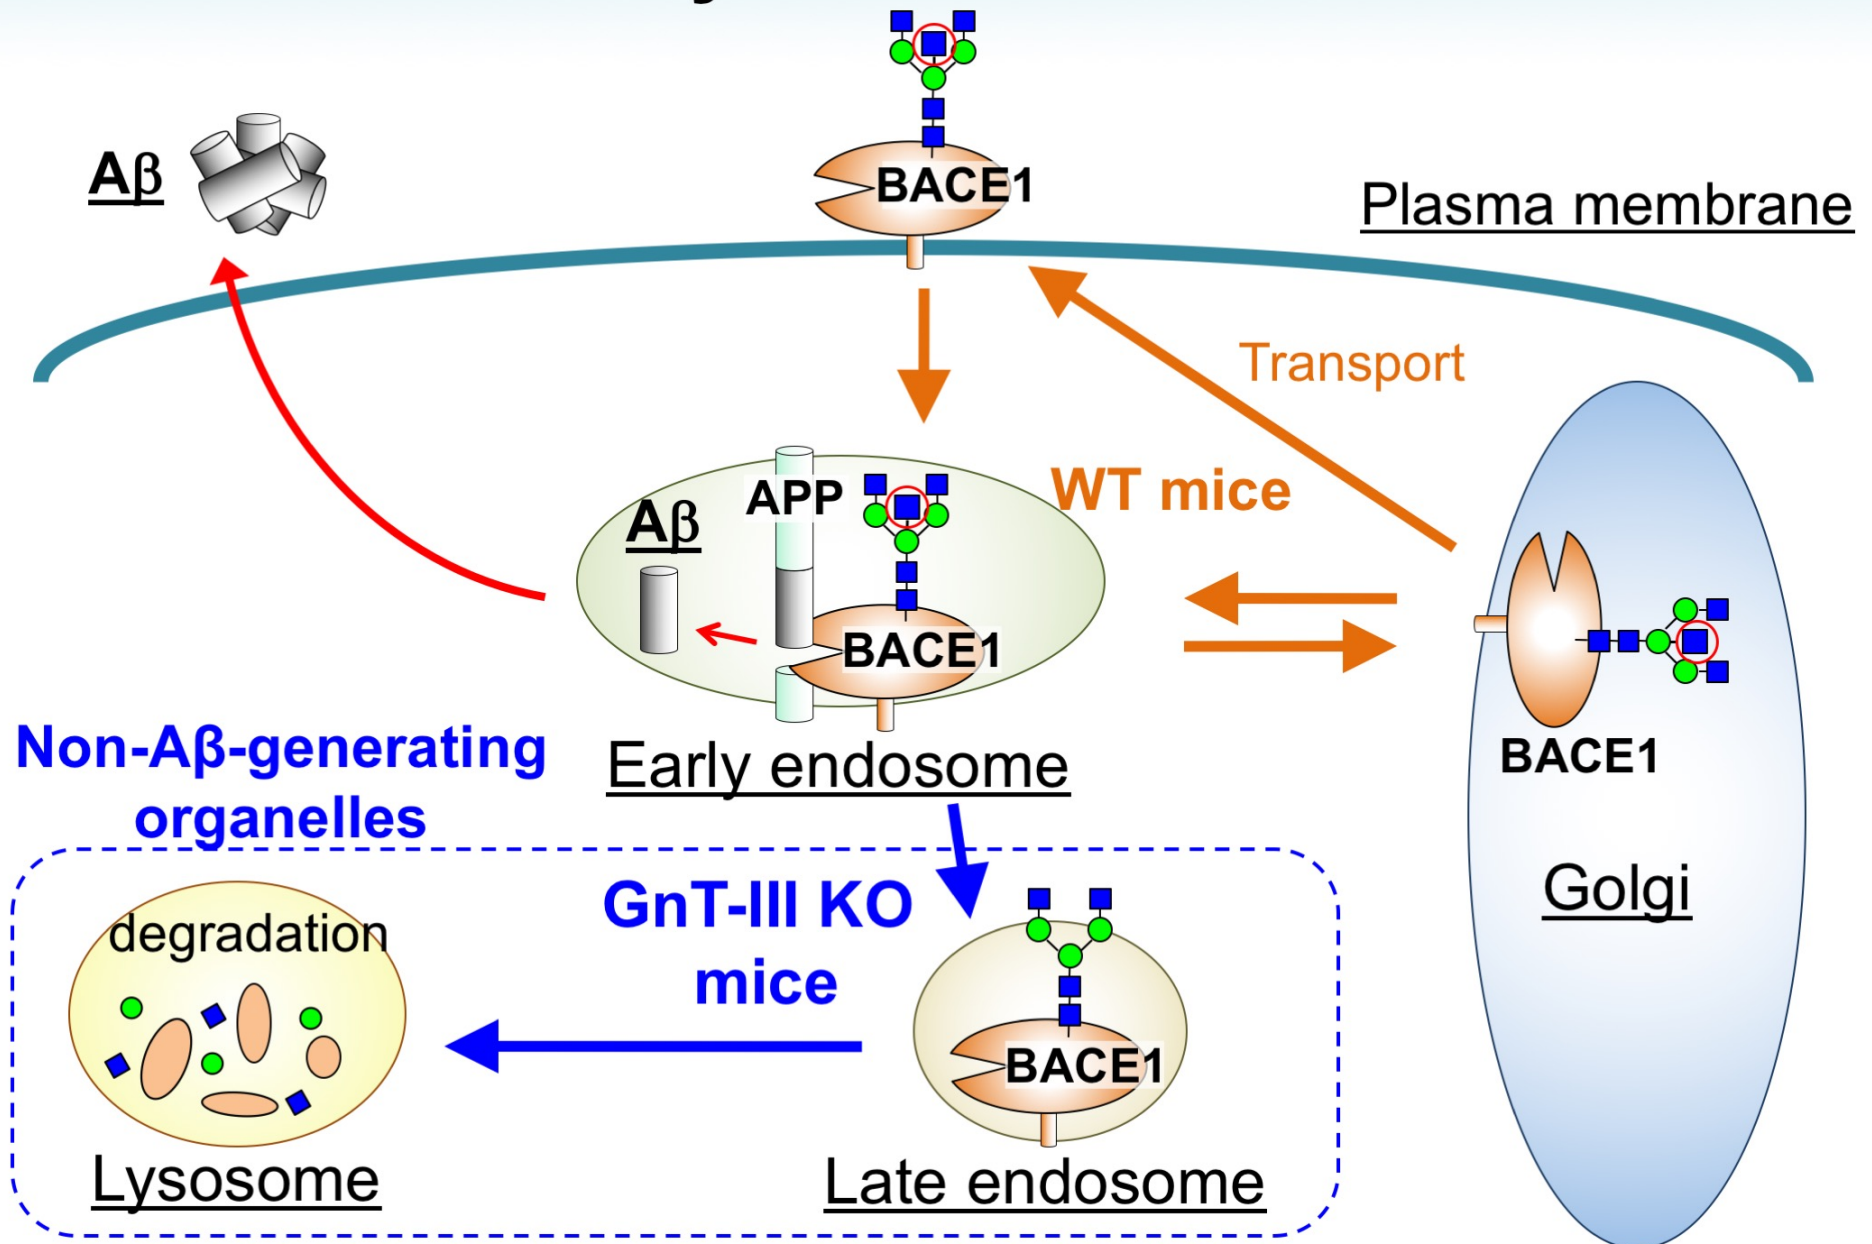 BACE1
Aβ
Plasma membrane
Transport
WT mice
APP
Aβ
BACE1
BACE1
Early endosome
Golgi
Non-Aβ-generating
organelles
GnT-III KO
mice
degradation
BACE1
Lysosome
Late endosome